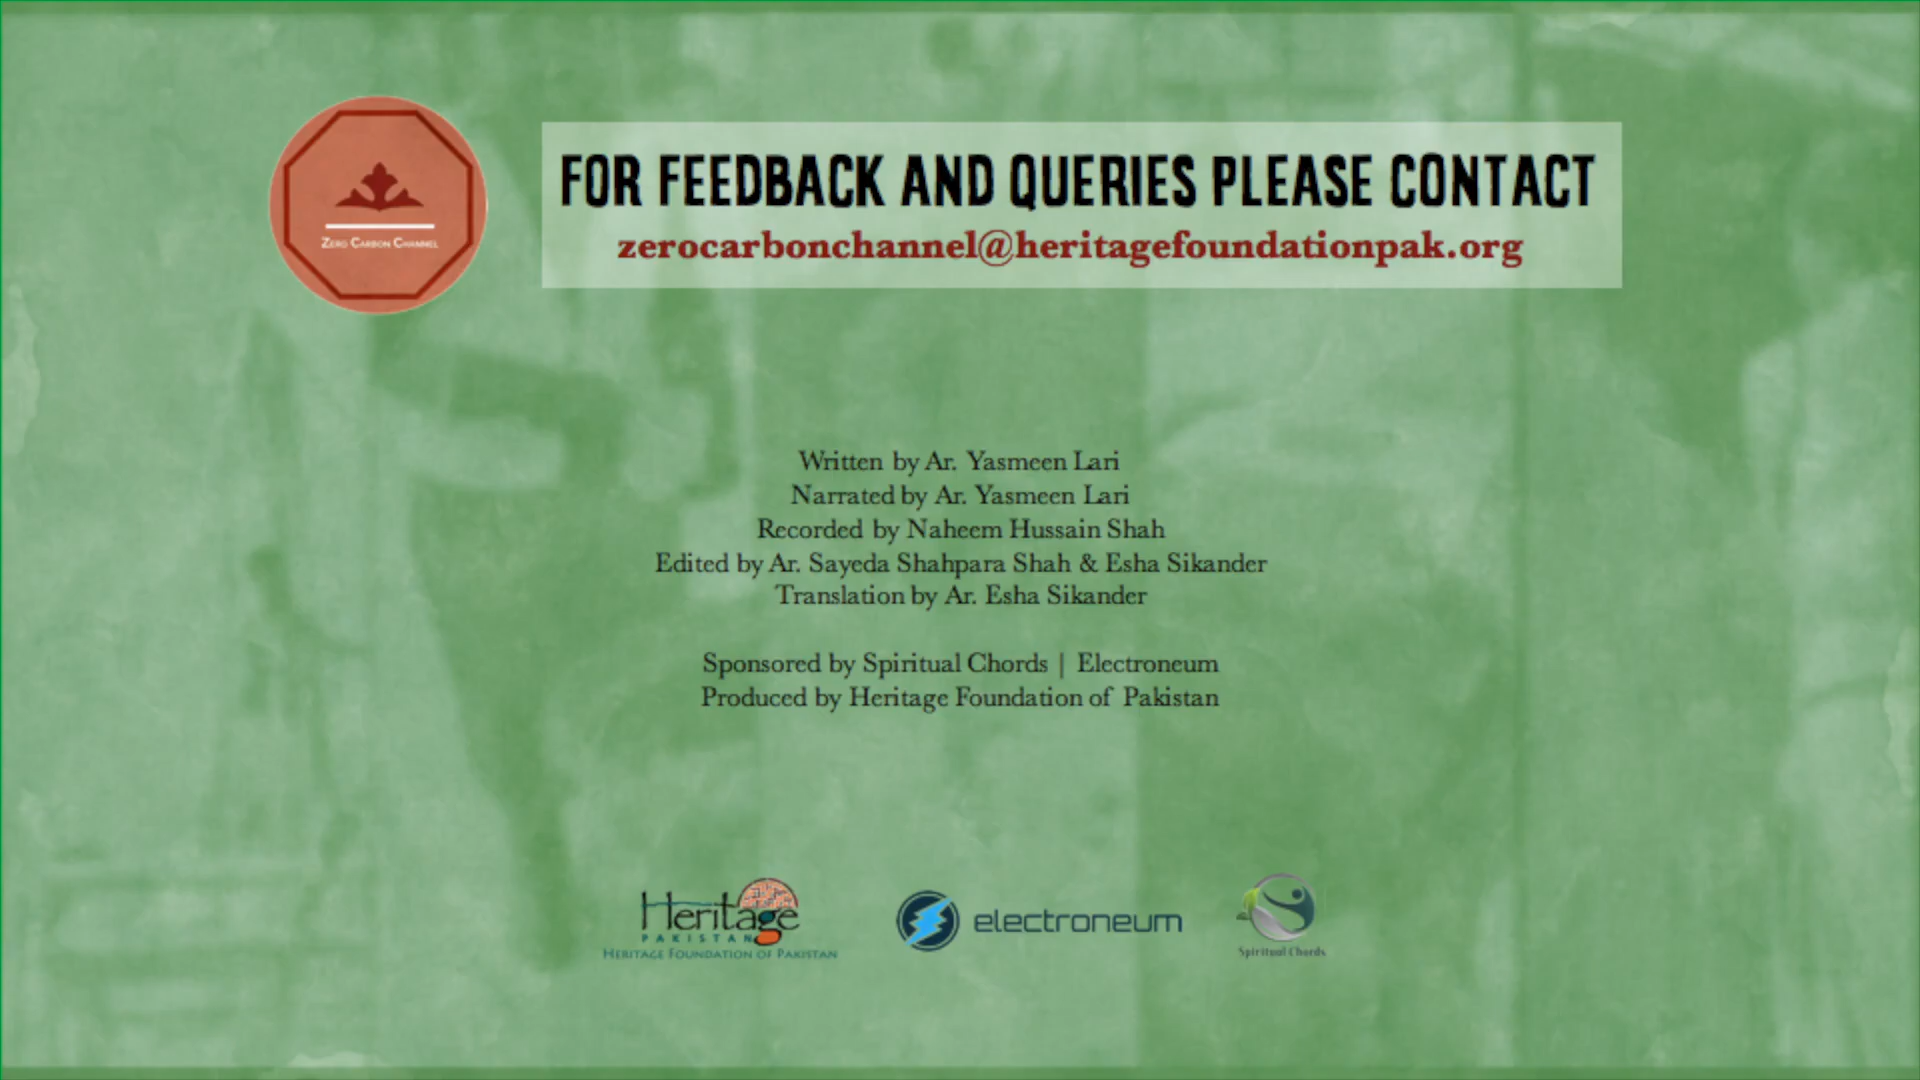 FOR FEEDBACK AND QUERIES PLEASE CONTACT
zerocarbonchannel@heritagefoundationpak.org
ZERO CARBON CHANNEL
Written by Ar. Yasmeen Lari
Narrated by Ar. Yasmeen Lari
Recorded by Naheem Hussain Shah
Edited by Ar. Sayeda Shahpara Shah & Esha Sikander
Translation by Ar. Esha Sikander
Sponsored by Spiritual Chords | Electroneum
Produced by Heritage Foundation of Pakistan
Heritage
PAKISTAN
HERITAGE FOUNDATION OF PAKISTAN
electroneum
Spiritual Chords